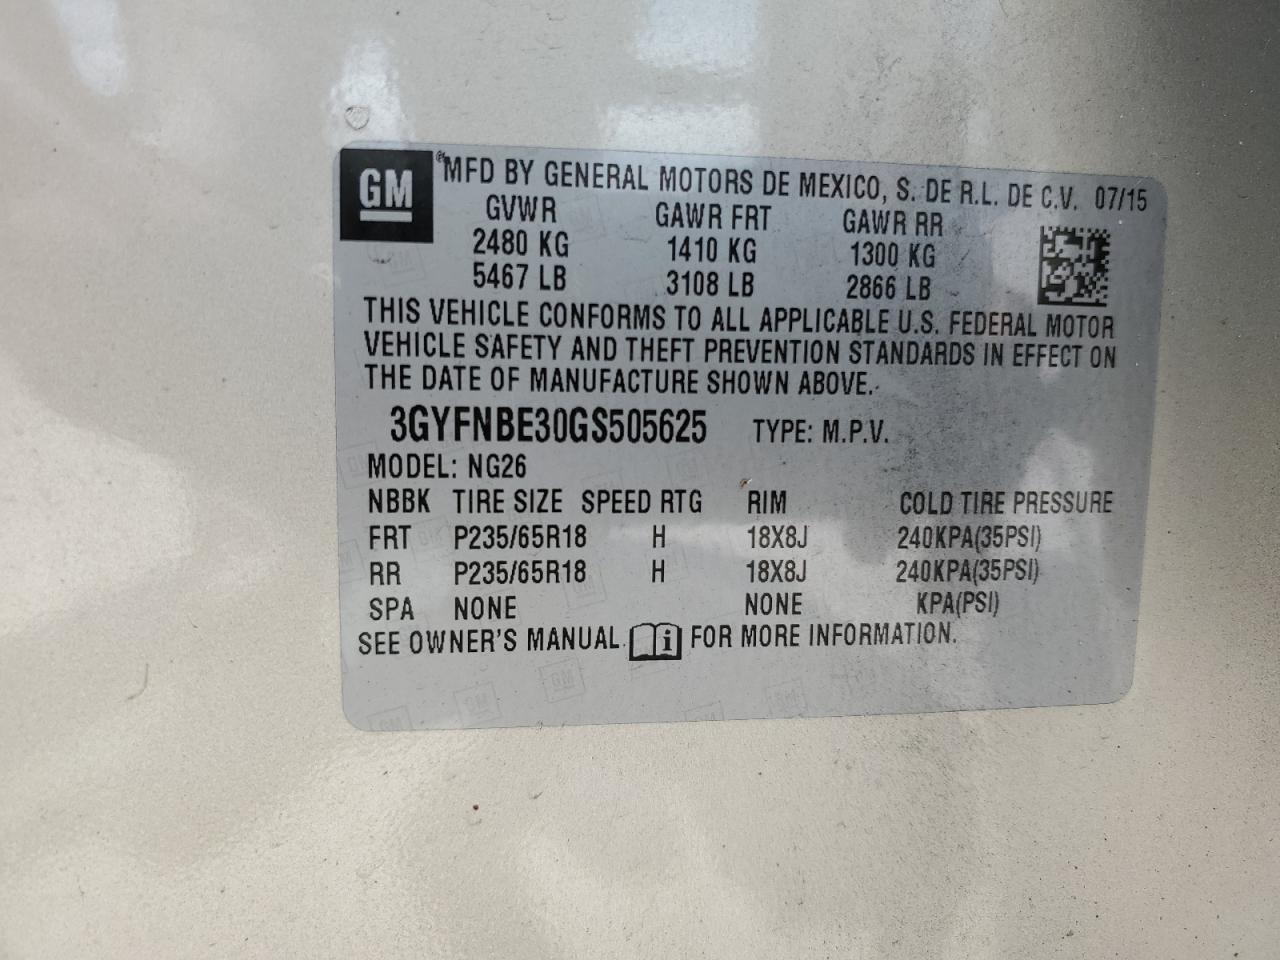 GM
® MFD BY GENERAL MOTORS DE MEXICO, S. DE R.L. DE C.V. 07/15
GVWR GAWR FRT GAWR RR
2480 KG 1410 KG 1300 KG
5467 LB 3108 LB 2866 LB
THIS VEHICLE CONFORMS TO ALL APPLICABLE U.S. FEDERAL MOTOR
VEHICLE SAFETY AND THEFT PREVENTION STANDARDS IN EFFECT ON
THE DATE OF MANUFACTURE SHOWN ABOVE.
3GYFNBE30GS505625 TYPE: M.P.V.
MODEL: NG26
NBBK TIRE SIZE SPEED RTG RIM COLD TIRE PRESSURE
FRT P235/65R18 H 18X8J 240KPA(35PSI)
RR P235/65R18 H 18X8J 240KPA(35PSI)
SPA NONE NONE KPA(PSI)
SEE OWNER'S MANUAL i FOR MORE INFORMATION.
GM GM GM